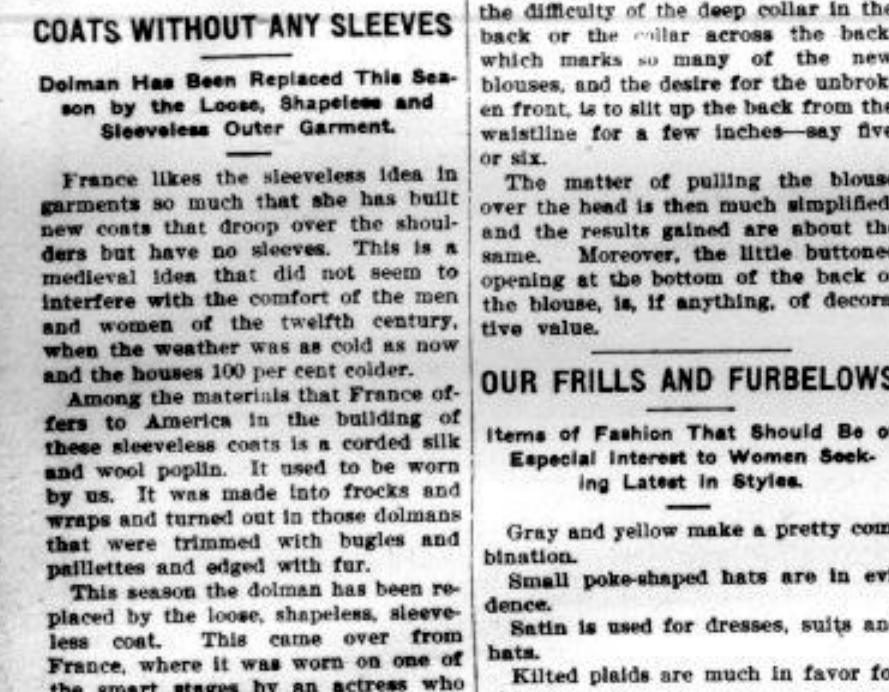 COATS WITHOUT ANY SLEEVES
Dolman Has Been Replaced This Sea-
son by the Loose, Shapeless and
Sleeveless Outer Garment.
France likes the sleeveless idea in
garments so much that she has built
new coats that droop over the shoul-
ders but have no sleeves. This is a
medieval idea that did not seem to
interfere with the comfort of the men
and women of the twelfth century,
when the weather was as cold as now
and the houses 100 per cent colder.
Among the materials that France of-
fers to America in the building of
these sleeveless coats is a corded silk
and wool poplin. It used to be worn
by us. It was made into frocks and
wraps and turned out in those dolmans
that were trimmed with bugles and
paillettes and edged with fur.
This season the dolman has been re-
placed by the loose, shapeless, sleeve-
less coat. This came over from
France, where it was worn on one of
the smart stages by an actress who
the difficulty of the deep collar in the
back or the collar across the back
which marks so many of the new
blouses, and the desire for the unbrok
en front, is to slit up the back from the
waistline for a few inches—say five
or six.
The matter of pulling the blouse
over the head is then much simplified
and the results gained are about the
same. Moreover, the little buttoned
opening at the bottom of the back o
the blouse, is, if anything, of decora
tive value.
OUR FRILLS AND FURBELOWS
Items of Fashion That Should Be o
Especial Interest to Women Seek-
ing Latest in Styles.
Gray and yellow make a pretty com
bination.
Small poke-shaped hats are in evi
dence.
Satin is used for dresses, suits an
hats.
Kilted plaids are much in favor fo